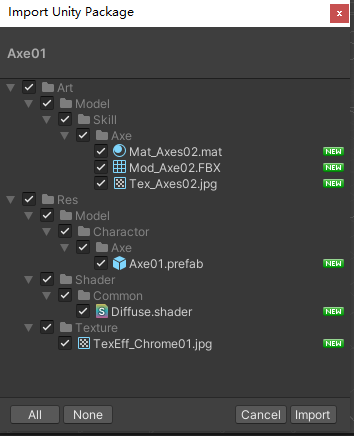 Import Unity Package
x
Axe01
Art
Model
Skill
Axe
Mat_Axes02.mat NEW
Mod_Axe02.FBX NEW
Tex_Axes02.jpg NEW
Res
Model
Charactor
Axe
Axe01.prefab NEW
Shader
Common
S Diffuse.shader NEW
Texture
TexEff_Chrome01.jpg NEW
All None Cancel Import